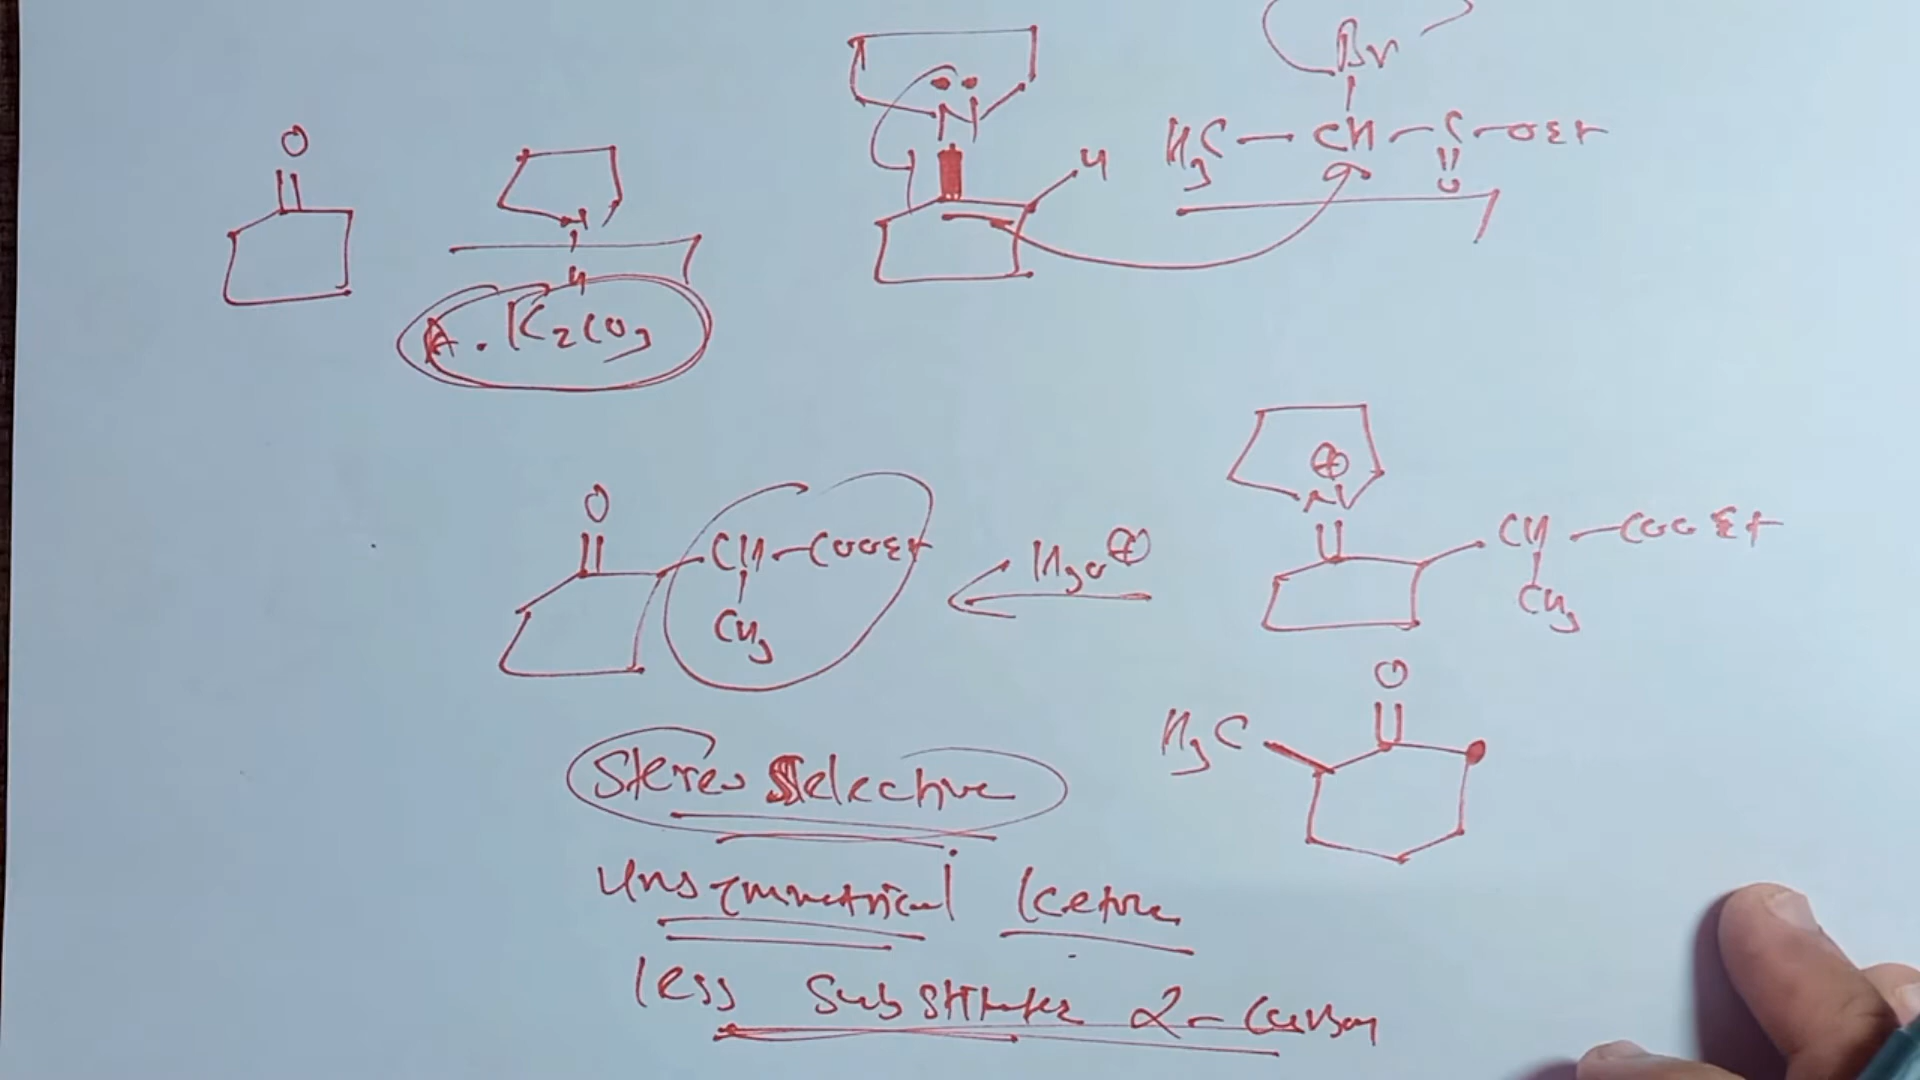 Br
N
H₃C - CH - C - OEt
O
O
H
N
H
A. K₂CO₃
⊕
N
O
CH - COOEt
CH - COOEt
H₃O⊕
CH₃
CH₃
O
H₃C
Stereo Selective
Unsymmetrical Ketone
less Substituted α - Carbon